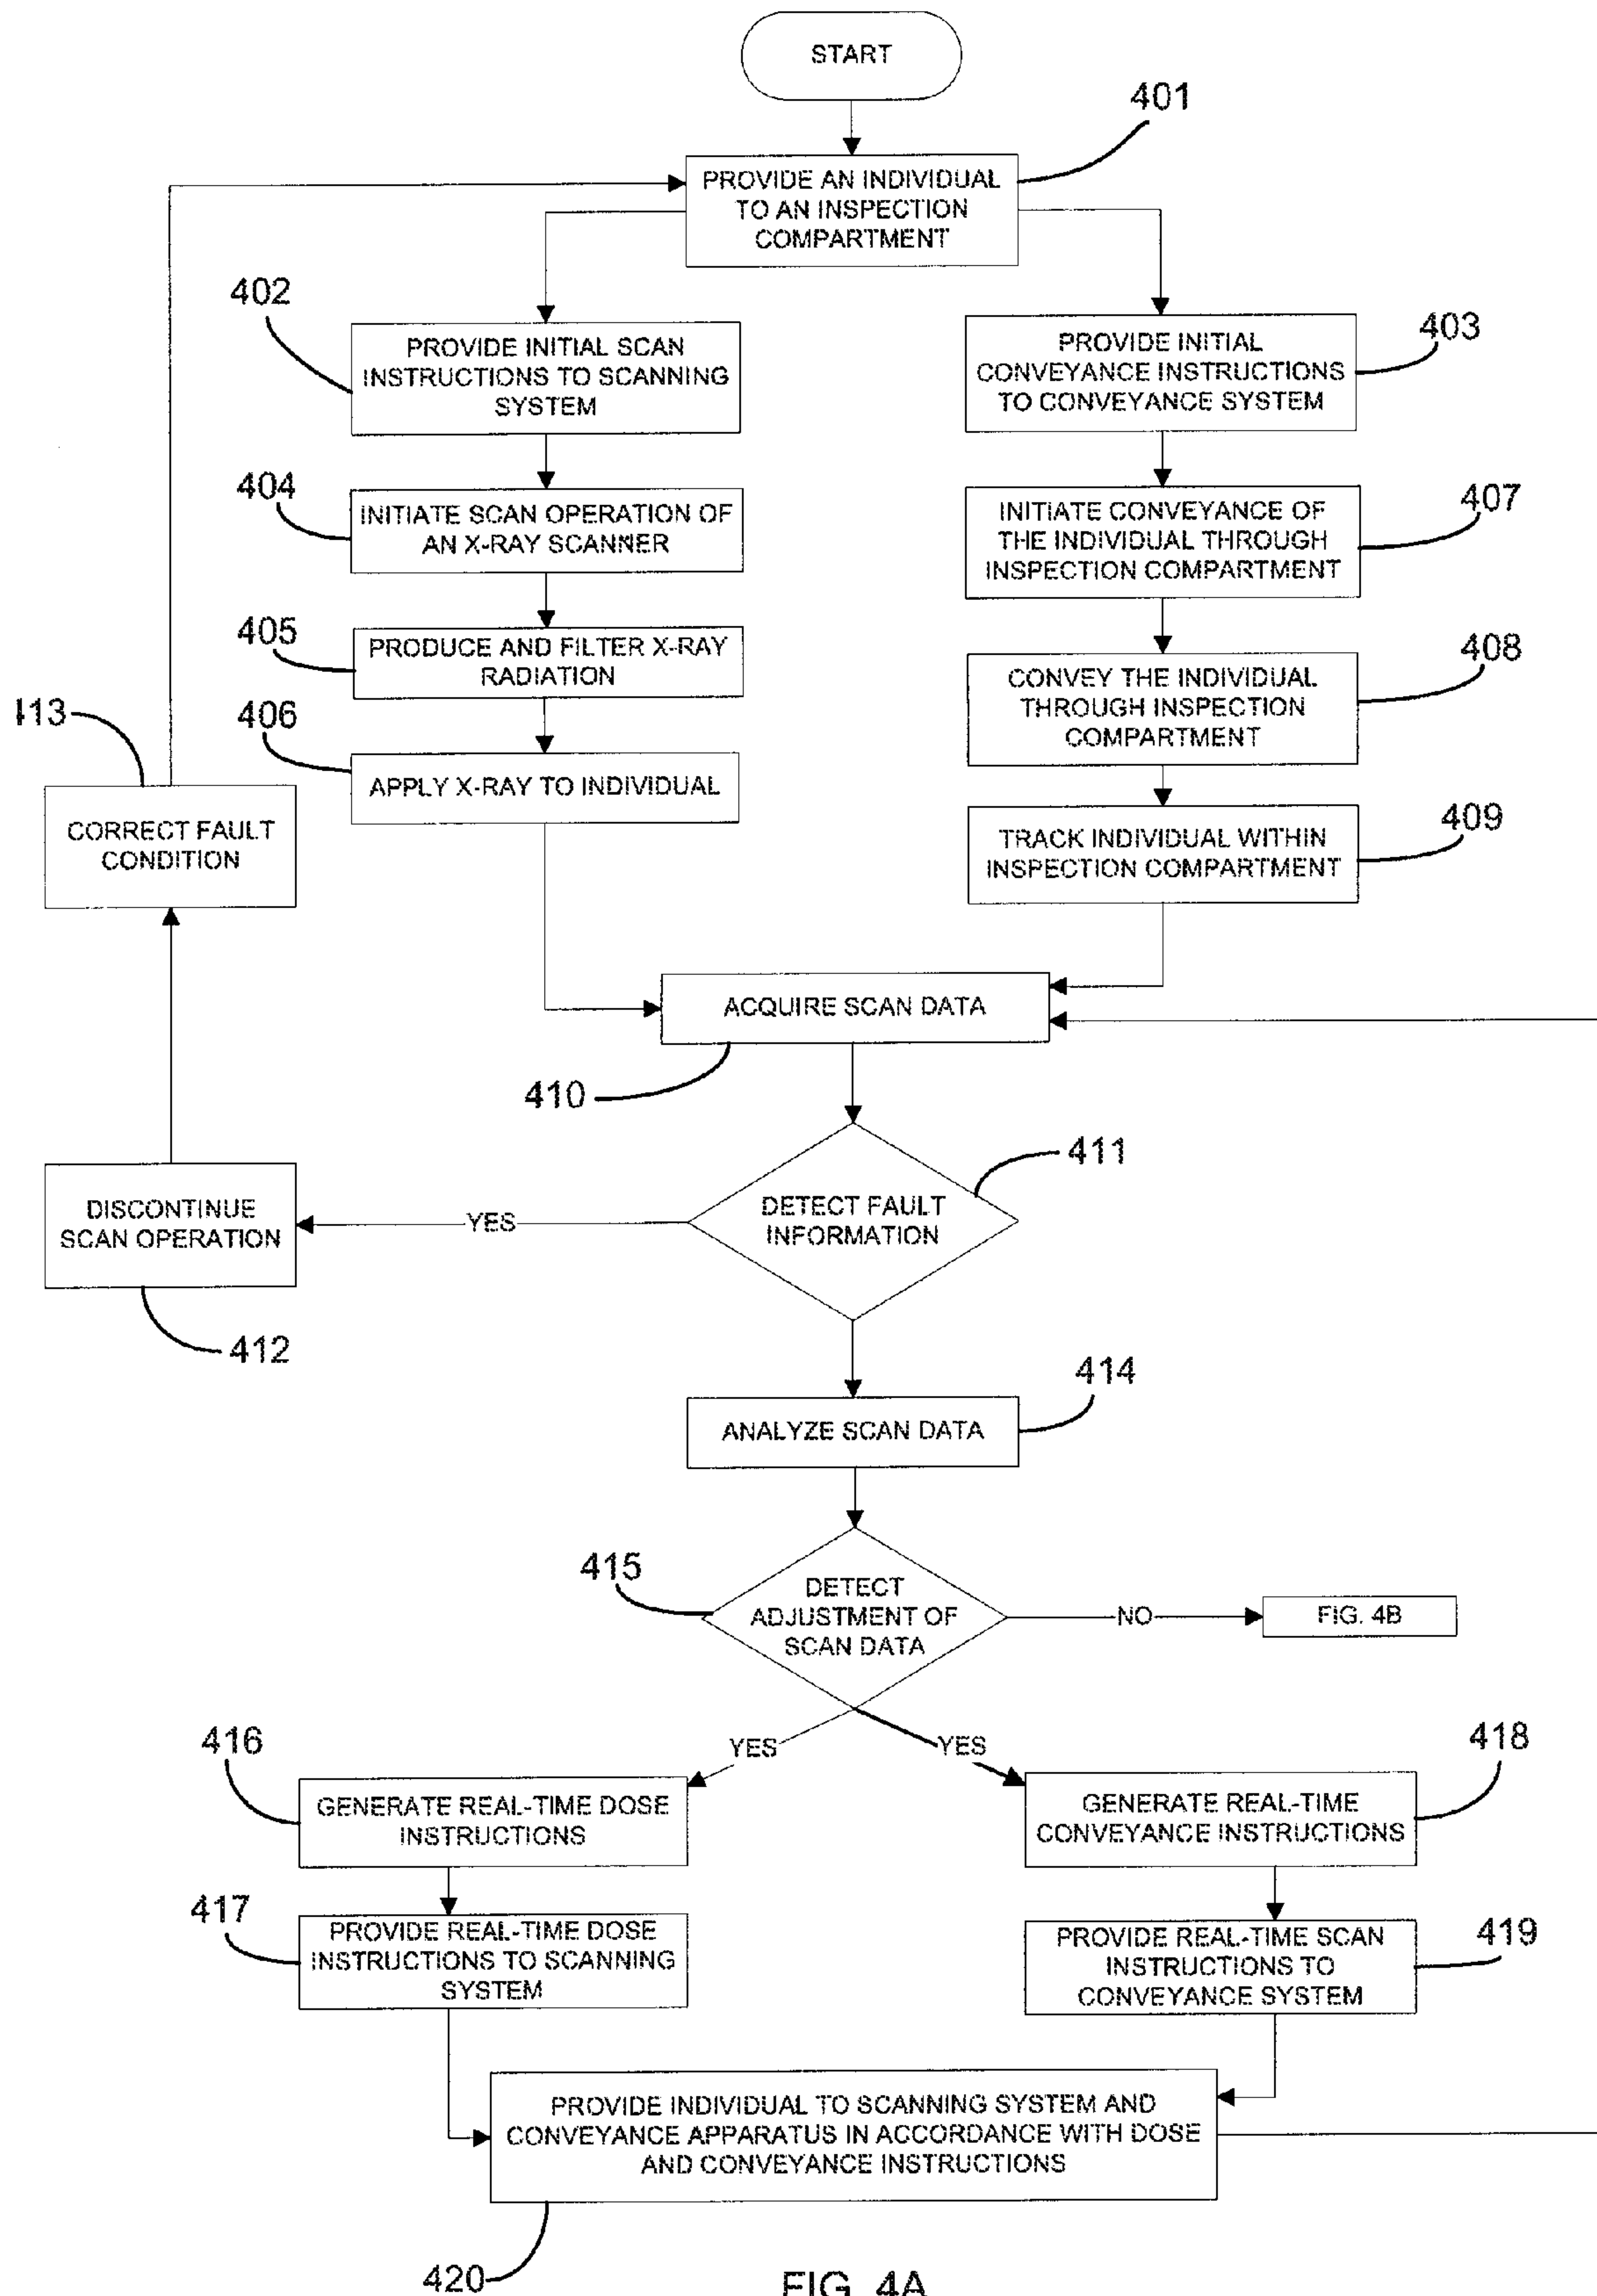 START
401
PROVIDE AN INDIVIDUAL
TO AN INSPECTION
COMPARTMENT
402
PROVIDE INITIAL SCAN
INSTRUCTIONS TO SCANNING
SYSTEM
403
PROVIDE INITIAL
CONVEYANCE INSTRUCTIONS
TO CONVEYANCE SYSTEM
404
INITIATE SCAN OPERATION OF
AN X-RAY SCANNER
407
INITIATE CONVEYANCE OF
THE INDIVIDUAL THROUGH
INSPECTION COMPARTMENT
405
PRODUCE AND FILTER X-RAY
RADIATION
408
CONVEY THE INDIVIDUAL
THROUGH INSPECTION
COMPARTMENT
413
406
APPLY X-RAY TO INDIVIDUAL
CORRECT FAULT
CONDITION
409
TRACK INDIVIDUAL WITHIN
INSPECTION COMPARTMENT
ACQUIRE SCAN DATA
410
411
DETECT FAULT
INFORMATION
YES
DISCONTINUE
SCAN OPERATION
412
414
ANALYZE SCAN DATA
415
DETECT
ADJUSTMENT OF
SCAN DATA
NO
FIG. 4B
YES
YES
416
GENERATE REAL-TIME DOSE
INSTRUCTIONS
418
GENERATE REAL-TIME
CONVEYANCE INSTRUCTIONS
417
PROVIDE REAL-TIME DOSE
INSTRUCTIONS TO SCANNING
SYSTEM
419
PROVIDE REAL-TIME SCAN
INSTRUCTIONS TO
CONVEYANCE SYSTEM
PROVIDE INDIVIDUAL TO SCANNING SYSTEM AND
CONVEYANCE APPARATUS IN ACCORDANCE WITH DOSE
AND CONVEYANCE INSTRUCTIONS
420
FIG. 4A